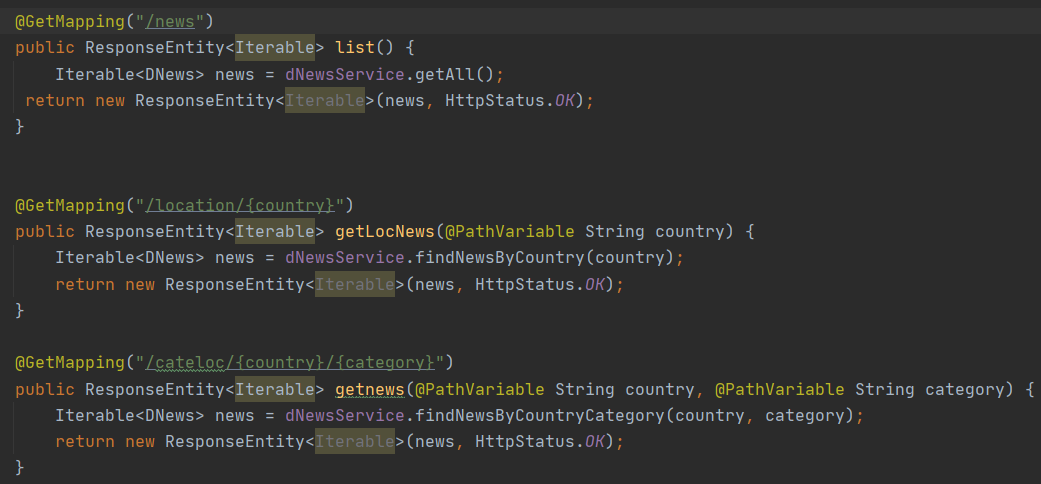 @GetMapping("/news")
public ResponseEntity<Iterable> list() {
    Iterable<DNews> news = dNewsService.getAll();
 return new ResponseEntity<Iterable>(news, HttpStatus.OK);
}

@GetMapping("/location/{country}")
public ResponseEntity<Iterable> getLocNews(@PathVariable String country) {
    Iterable<DNews> news = dNewsService.findNewsByCountry(country);
    return new ResponseEntity<Iterable>(news, HttpStatus.OK);
}

@GetMapping("/cateloc/{country}/{category}")
public ResponseEntity<Iterable> getnews(@PathVariable String country, @PathVariable String category) {
    Iterable<DNews> news = dNewsService.findNewsByCountryCategory(country, category);
    return new ResponseEntity<Iterable>(news, HttpStatus.OK);
}